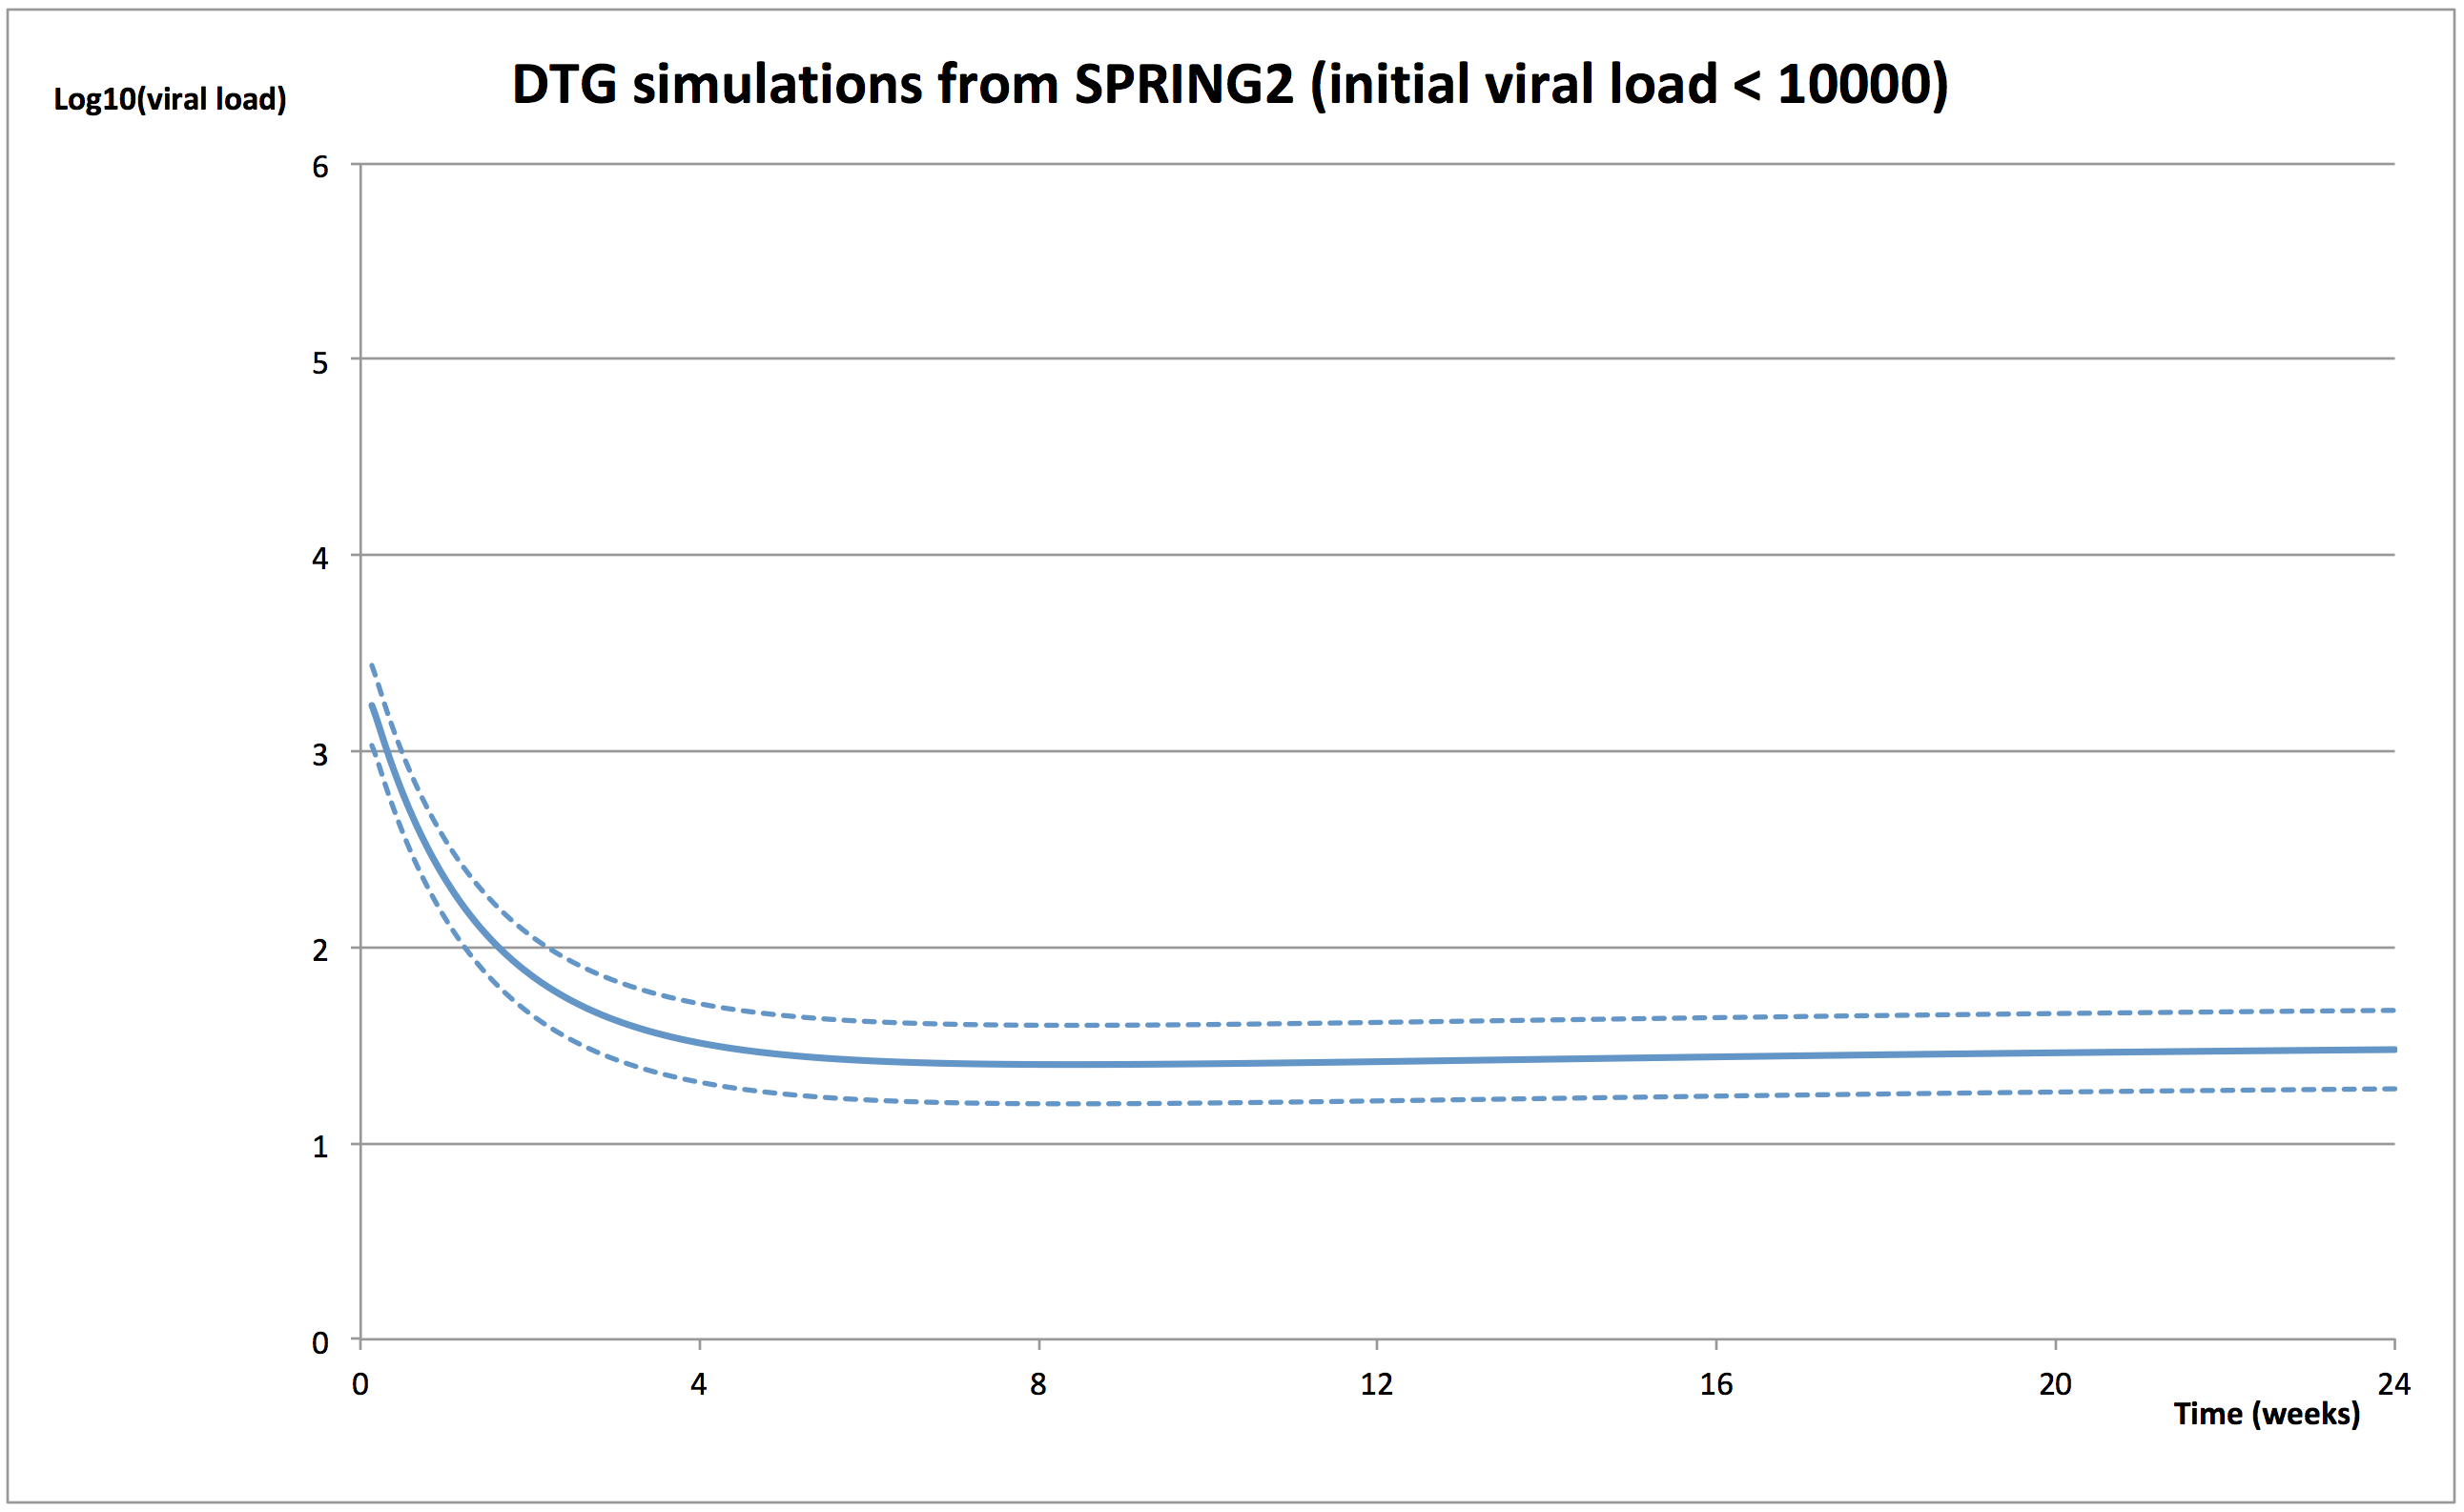 DTG simulations from SPRING2 (initial viral load < 10000)
Log10(viral load)
6
5
4
3
2
1
0
0 4 8 12 16 20 24
Time (weeks)